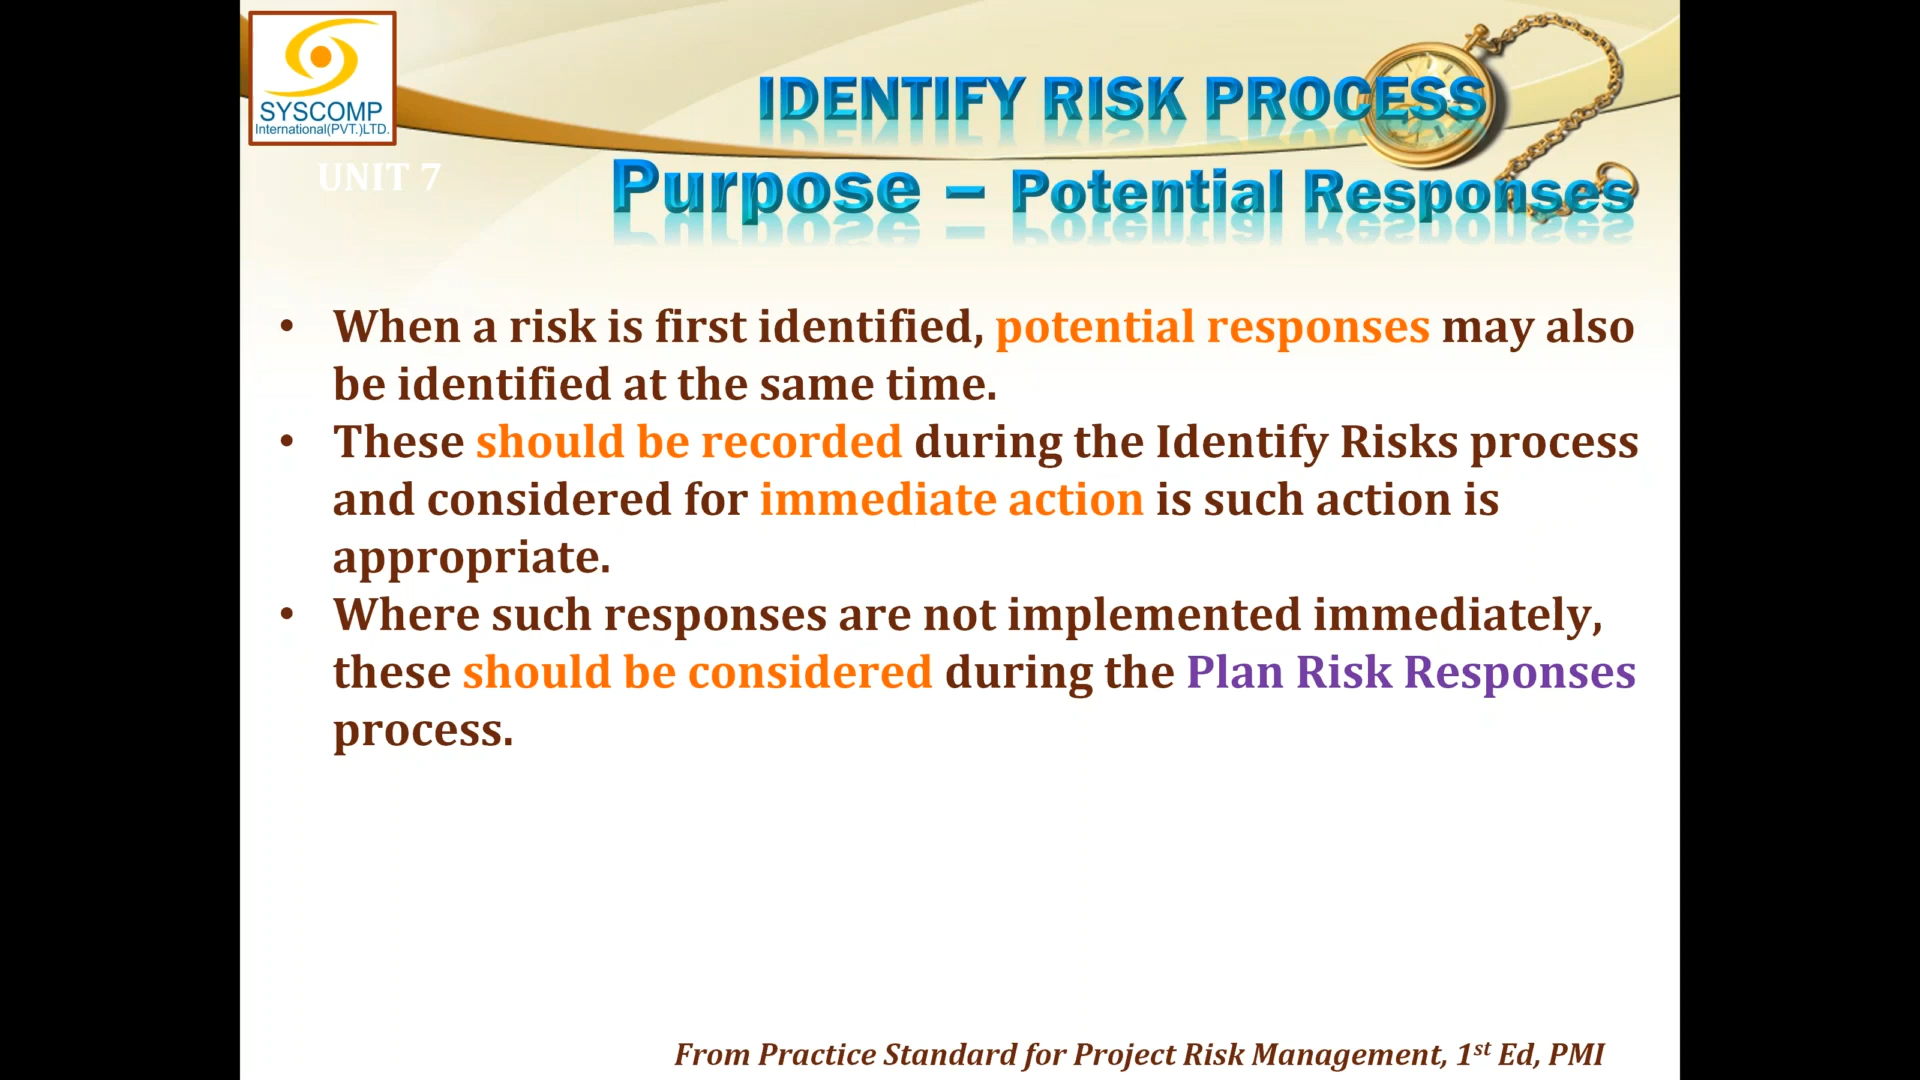 SYSCOMP
International(PVT.)LTD.
UNIT 7
IDENTIFY RISK PROCESS
Purpose – Potential Responses
• When a risk is first identified, potential responses may also
be identified at the same time.
• These should be recorded during the Identify Risks process
and considered for immediate action is such action is
appropriate.
• Where such responses are not implemented immediately,
these should be considered during the Plan Risk Responses
process.
From Practice Standard for Project Risk Management, 1st Ed, PMI